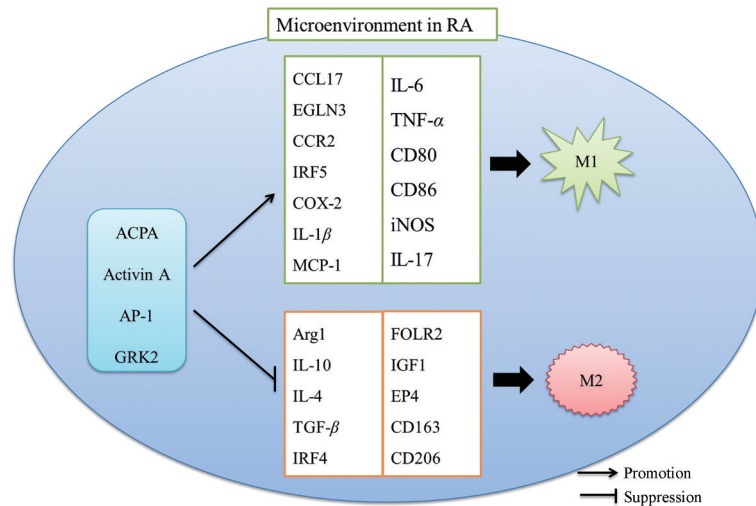 Microenvironment in RA
CCL17
EGLN3
CCR2
IRF5
COX-2
IL-1β
MCP-1
IL-6
TNF-α
CD80
CD86
iNOS
IL-17
M1
ACPA
Activin A
AP-1
GRK2
Arg1
IL-10
IL-4
TGF-β
IRF4
FOLR2
IGF1
EP4
CD163
CD206
M2
Promotion
Suppression